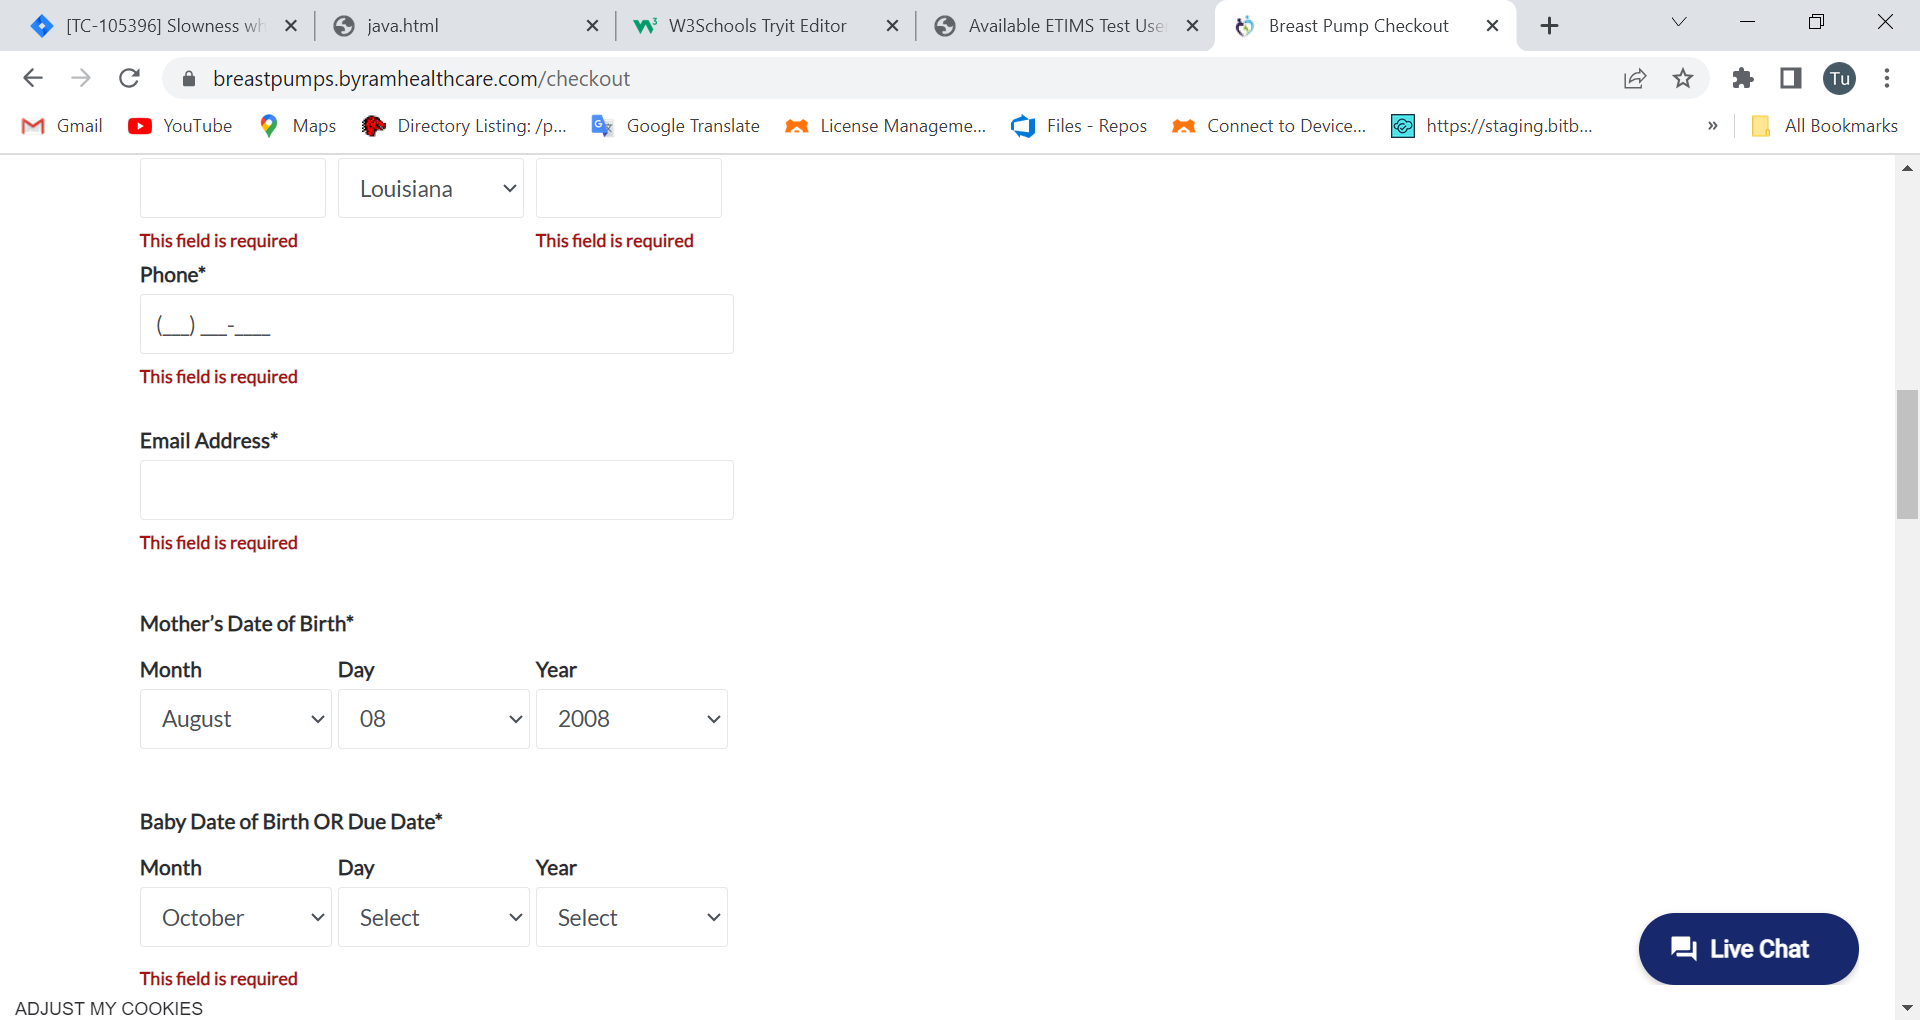 [TC-105396] Slowness wh
java.html
W3Schools Tryit Editor
Available ETIMS Test Use
Breast Pump Checkout
breastpumps.byramhealthcare.com/checkout
Tu
Gmail
YouTube
Maps
Directory Listing: /p...
Google Translate
License Manageme...
Files - Repos
Connect to Device...
https://staging.bitb...
»
All Bookmarks
Louisiana
This field is required
This field is required
Phone*
(___) ___-____
This field is required
Email Address*
This field is required
Mother’s Date of Birth*
Month Day Year
August 08 2008
Baby Date of Birth OR Due Date*
Month Day Year
October Select Select
This field is required
Live Chat
ADJUST MY COOKIES